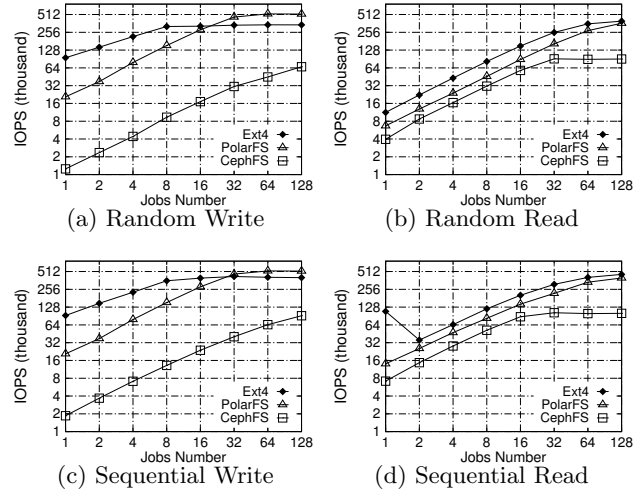 512
256
128
64
32
16
8
4
2
1
IOPS (thousand)
Ext4
PolarFS
CephFS
1 2 4 8 16 32 64 128
Jobs Number
(a) Random Write
512
256
128
64
32
16
8
4
2
1
IOPS (thousand)
Ext4
PolarFS
CephFS
1 2 4 8 16 32 64 128
Jobs Number
(b) Random Read
512
256
128
64
32
16
8
4
2
1
IOPS (thousand)
Ext4
PolarFS
CephFS
1 2 4 8 16 32 64 128
Jobs Number
(c) Sequential Write
512
256
128
64
32
16
8
4
2
1
IOPS (thousand)
Ext4
PolarFS
CephFS
1 2 4 8 16 32 64 128
Jobs Number
(d) Sequential Read